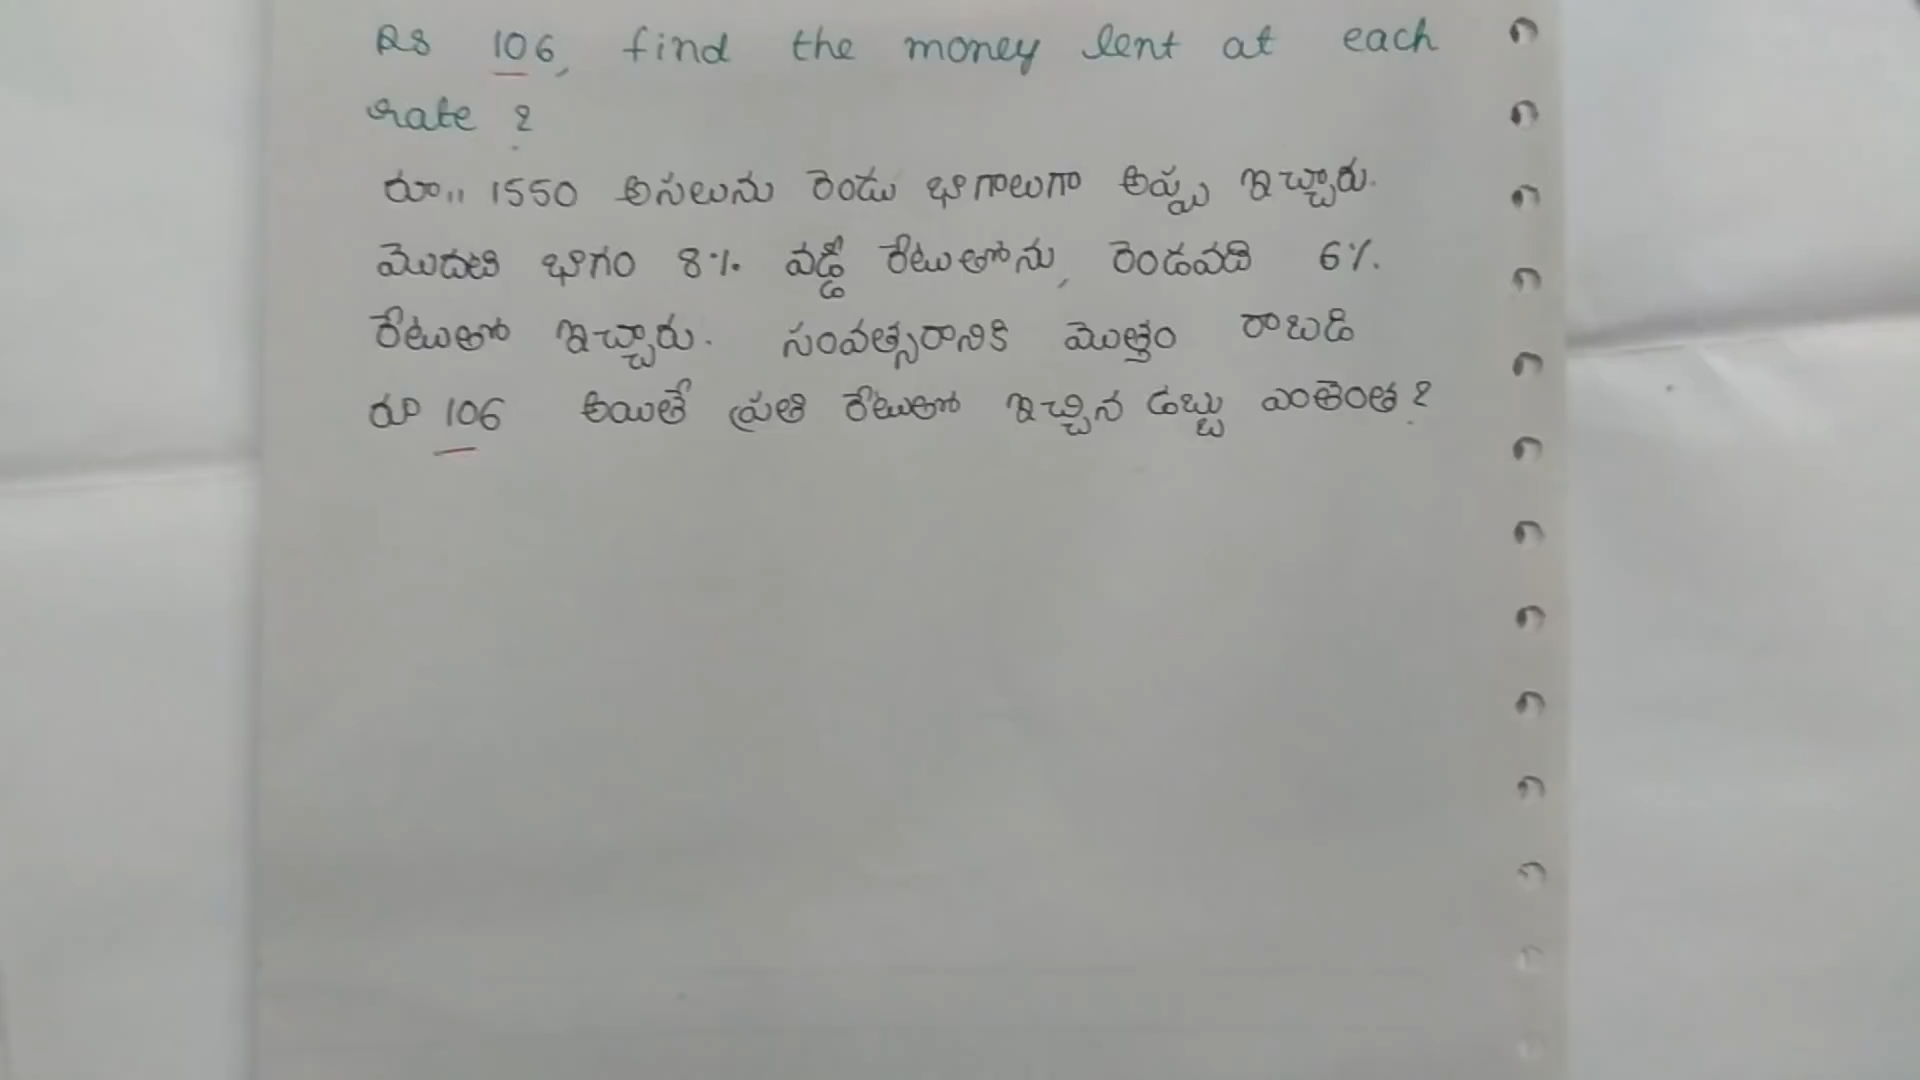 Rs 106, find the money lent at each
rate ?
రూ.. 1550 అసలును రెండు భాగాలుగా అప్పు ఇచ్చారు.
మొదటి భాగం 8% వడ్డీ రేటుతోను, రెండవది 6%.
రేటుతో ఇచ్చారు. సంవత్సరానికి మొత్తం రాబడి
రూ 106 అయితే ప్రతి రేటుతో ఇచ్చిన డబ్బు ఎంతెంత ?